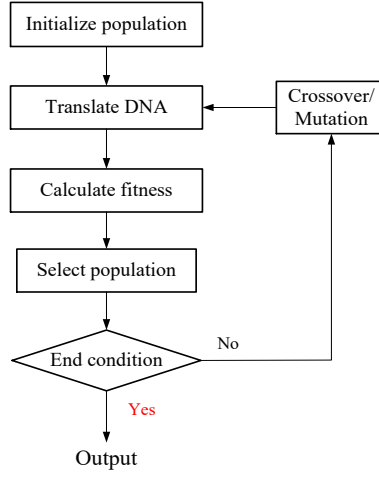 Initialize population
Translate DNA
Crossover/
Mutation
Calculate fitness
Select population
End condition
No
Yes
Output